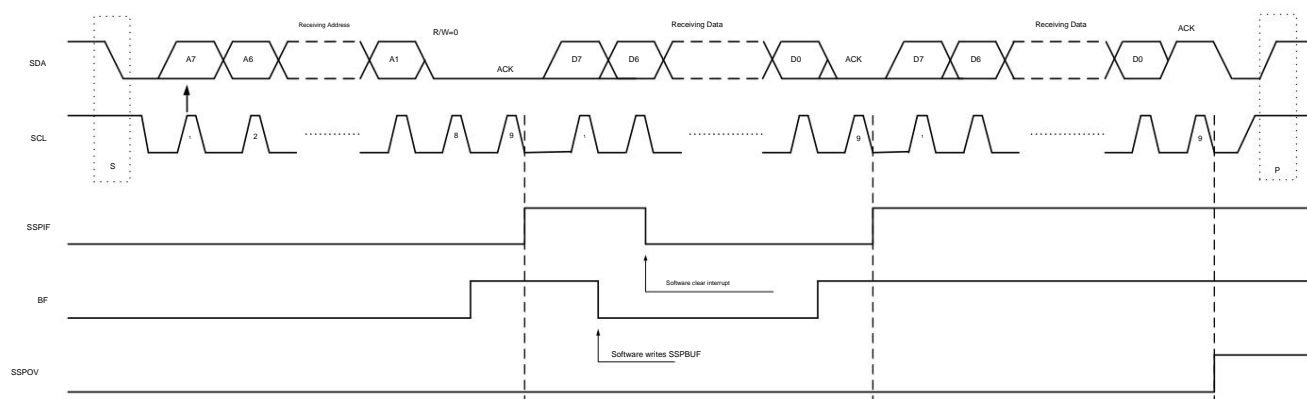 Receiving Address
Receiving Data
Receiving Data
R/W=0
ACK
SDA
A7
A6
A1
ACK
D7
D6
D0
ACK
D7
D6
D0
SCL
1
2
8
9
1
9
1
9
S
P
SSPIF
Software clear interrupt
BF
Software writes SSPBUF
SSPOV